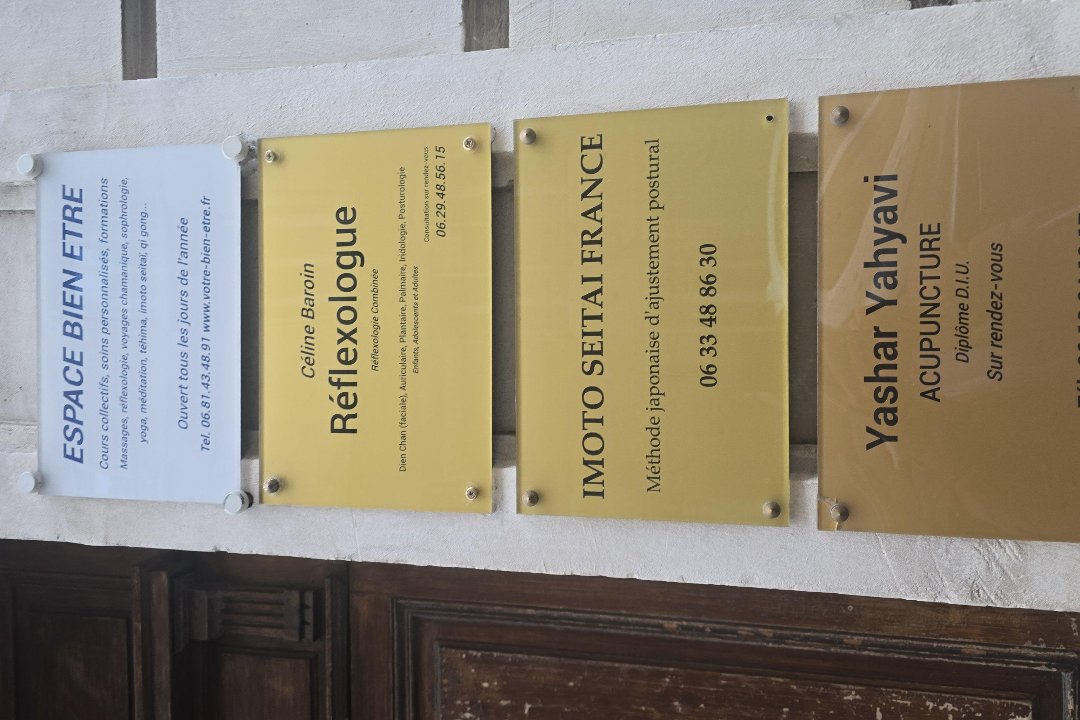 ESPACE BIEN ETRE
Cours collectifs, soins personnalisés, formations
Massages, réflexologie, voyages chamanique, sophrologie,
yoga, méditation, téhima, imoto seitaï, qi gong...
Ouvert tous les jours de l'année
Tel. 06.81.43.48.91 www.votre-bien-etre.fr
Céline Baroin
Réflexologue
Réflexologie Combinée
Dien Chan (faciale), Auriculaire, Plantaire, Palmaire, Iridologie, Posturologie
Enfants, Adolescents et Adultes
Consultation sur rendez-vous
06.29.48.56.15
IMOTO SEITAI FRANCE
Méthode japonaise d'ajustement postural
06 33 48 86 30
Yashar Yahyavi
ACUPUNCTURE
Diplôme D.I.U.
Sur rendez-vous